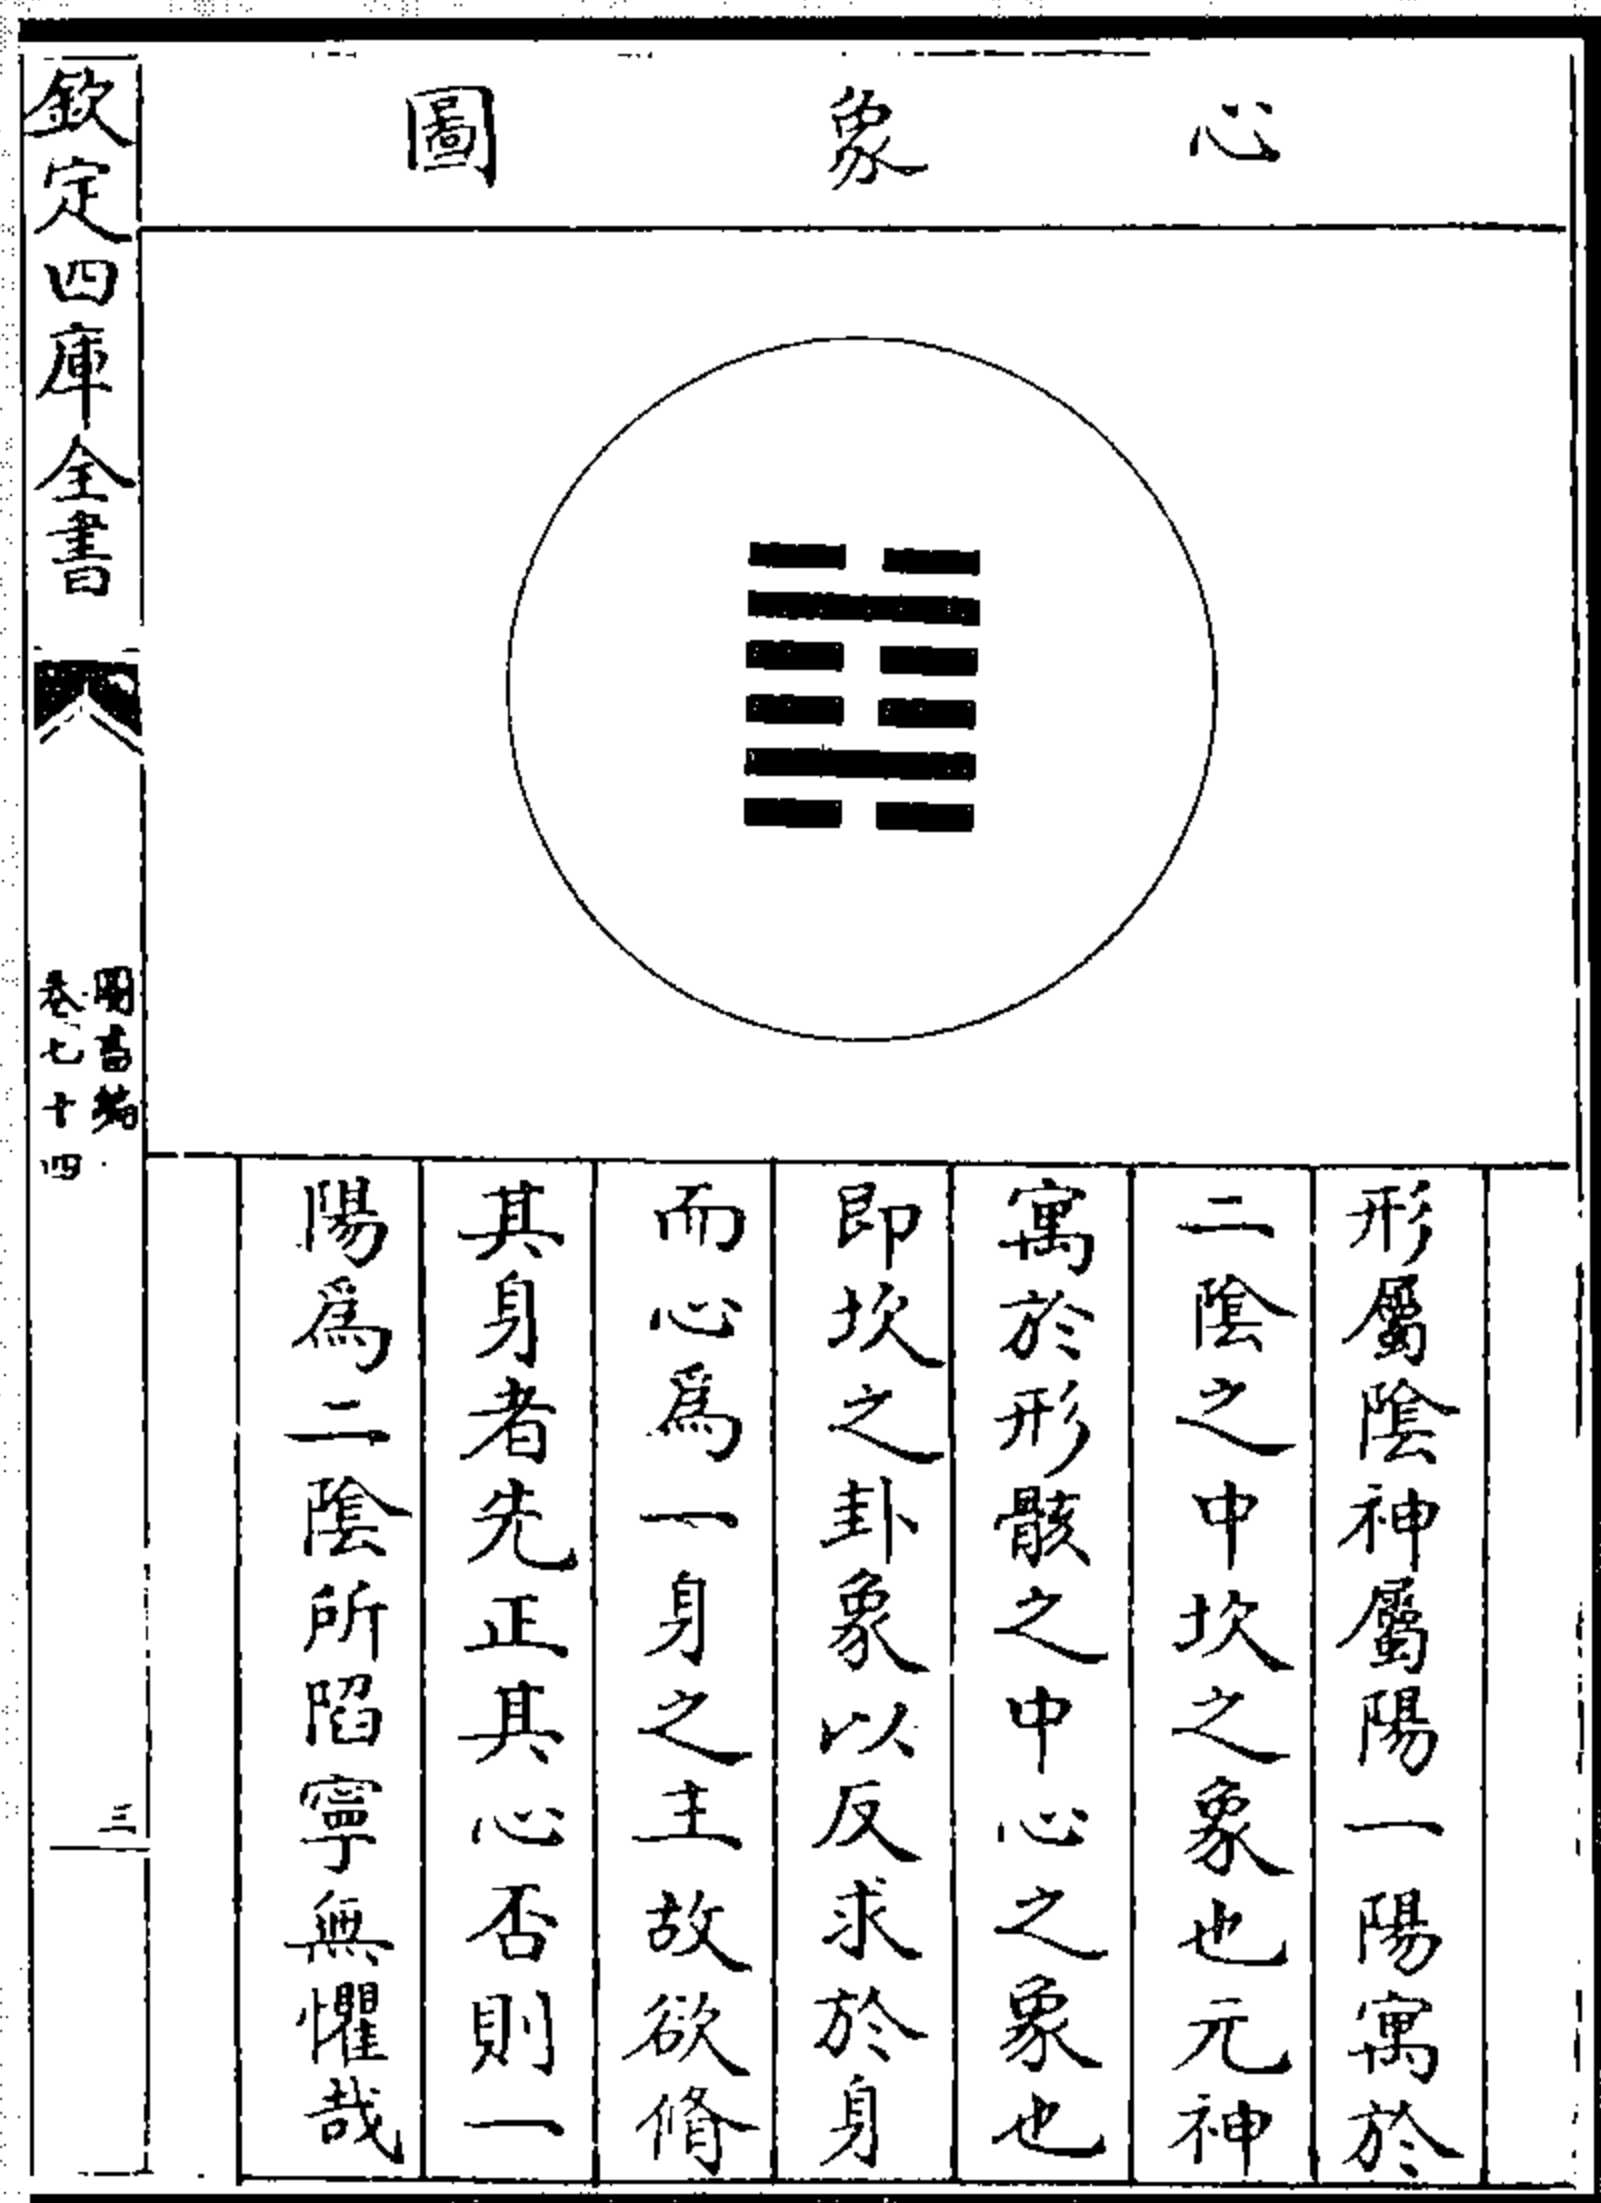 心象圖
形屬陰神屬陽一陽寓於
二陰之中坎之象也元神
寓於形骸之中心之象也
即坎之卦象以反求於身
而心爲一身之主故欲脩
其身者先正其心否則一
陽爲二陰所陷寧無懼哉
欽定四庫全書
圖書編
卷七十四
三